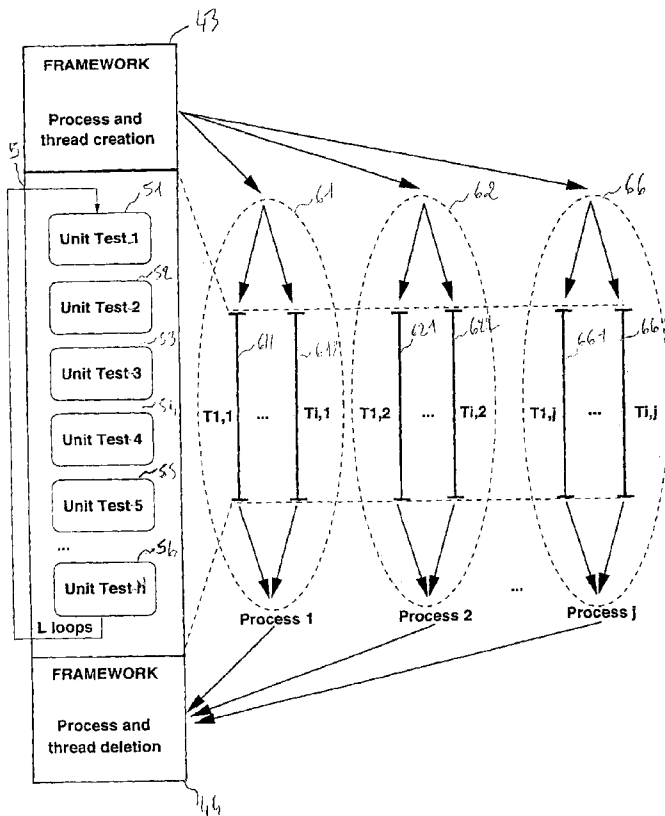 43
FRAMEWORK
Process and
thread creation
5
51
Unit Test 1
52
Unit Test 2
53
Unit Test 3
54
Unit Test 4
55
Unit Test 5
...
56
Unit Test n
L loops
FRAMEWORK
Process and
thread deletion
44
61
62
66
611
621
661
T1,1
...
Ti,1
T1,2
...
Ti,2
T1,j
...
Ti,j
Process 1
Process 2
...
Process j